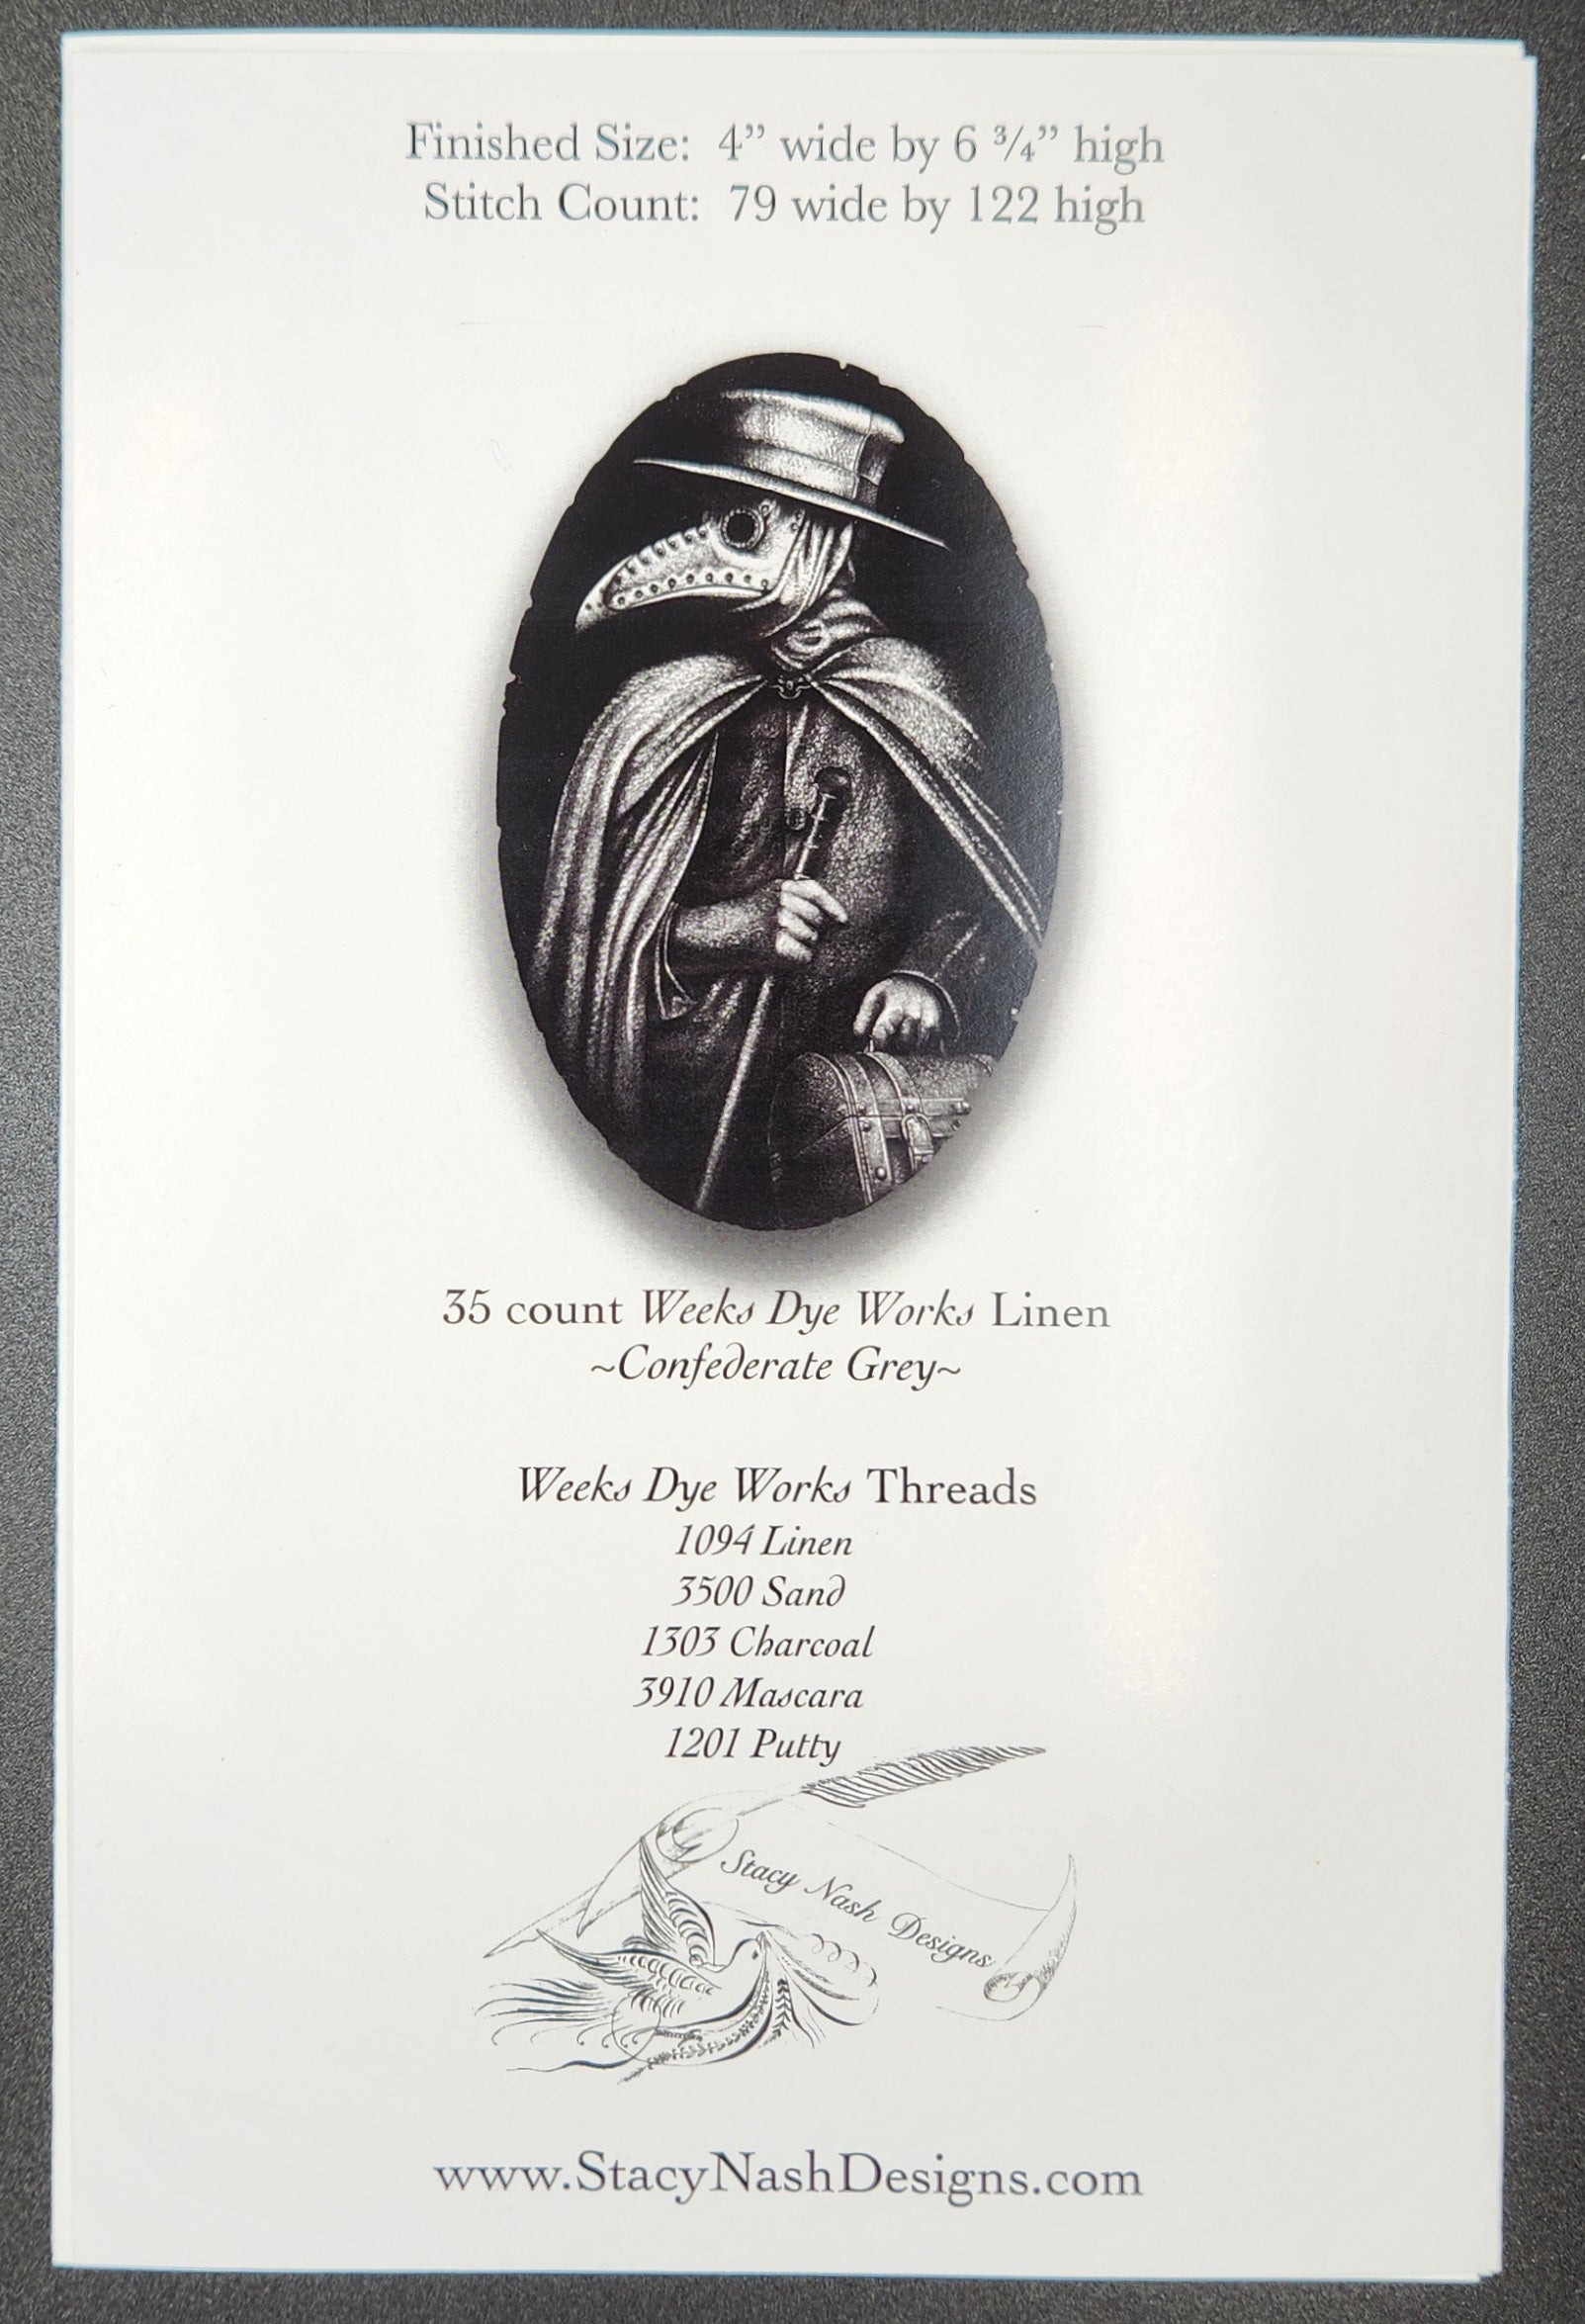 Finished Size: 4” wide by 6 ¾” high
Stitch Count: 79 wide by 122 high
35 count Weeks Dye Works Linen
~Confederate Grey~
Weeks Dye Works Threads
1094 Linen
3500 Sand
1303 Charcoal
3910 Mascara
1201 Putty
Stacy Nash Designs
www.StacyNashDesigns.com